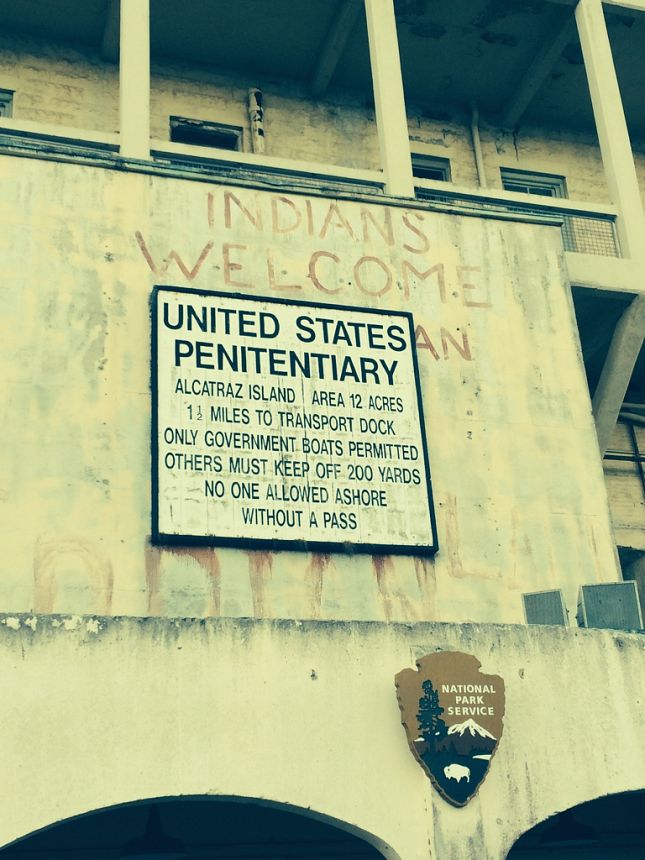 INDIANS
WELCOME
UNITED STATES
PENITENTIARY
ALCATRAZ ISLAND AREA 12 ACRES
1½ MILES TO TRANSPORT DOCK
ONLY GOVERNMENT BOATS PERMITTED
OTHERS MUST KEEP OFF 200 YARDS
NO ONE ALLOWED ASHORE
WITHOUT A PASS
NATIONAL
PARK
SERVICE